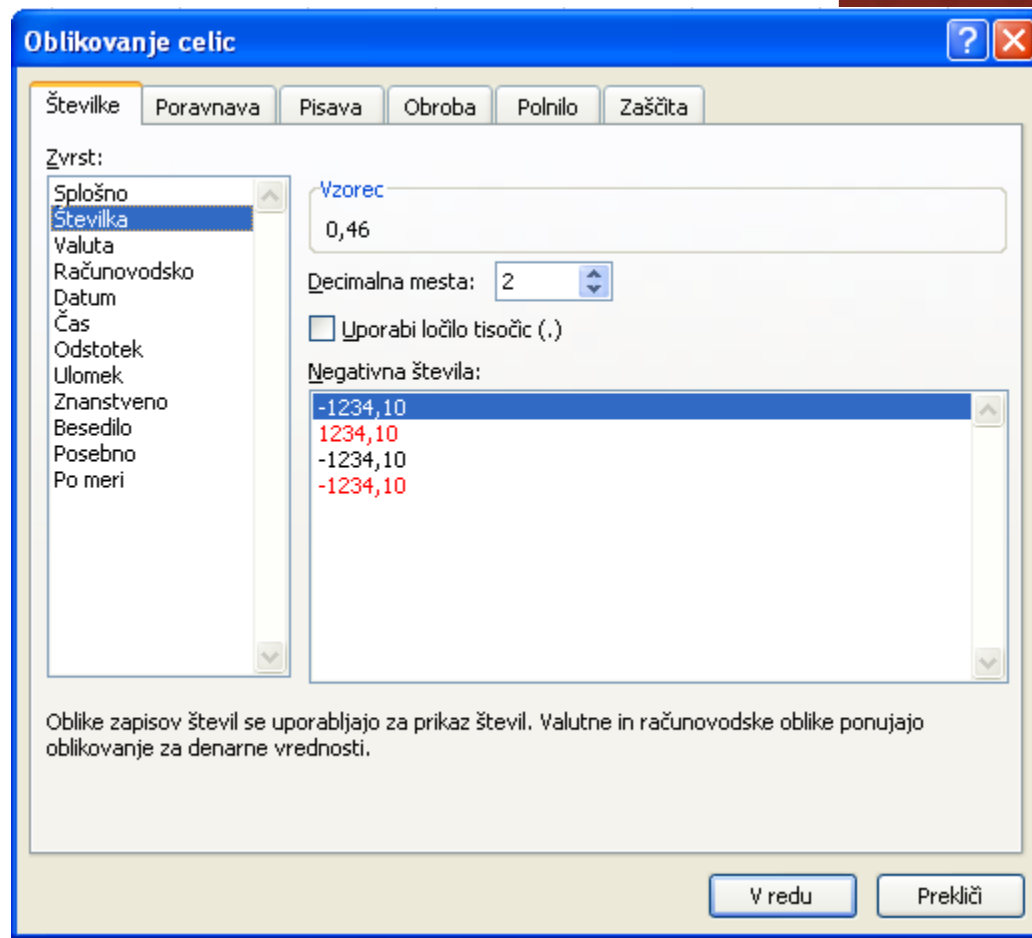 Oblikovanje celic
Številke Poravnava Pisava Obroba Polnilo Zaščita
Zvrst:
Splošno
Številka
Valuta
Računovodsko
Datum
Čas
Odstotek
Ulomek
Znanstveno
Besedilo
Posebno
Po meri
Vzorec
0,46
Decimalna mesta: 2
Uporabi ločilo tisočic (.)
Negativna števila:
-1234,10
1234,10
-1234,10
-1234,10
Oblike zapisov števil se uporabljajo za prikaz števil. Valutne in računovodske oblike ponujajo
oblikovanje za denarne vrednosti.
V redu Prekliči